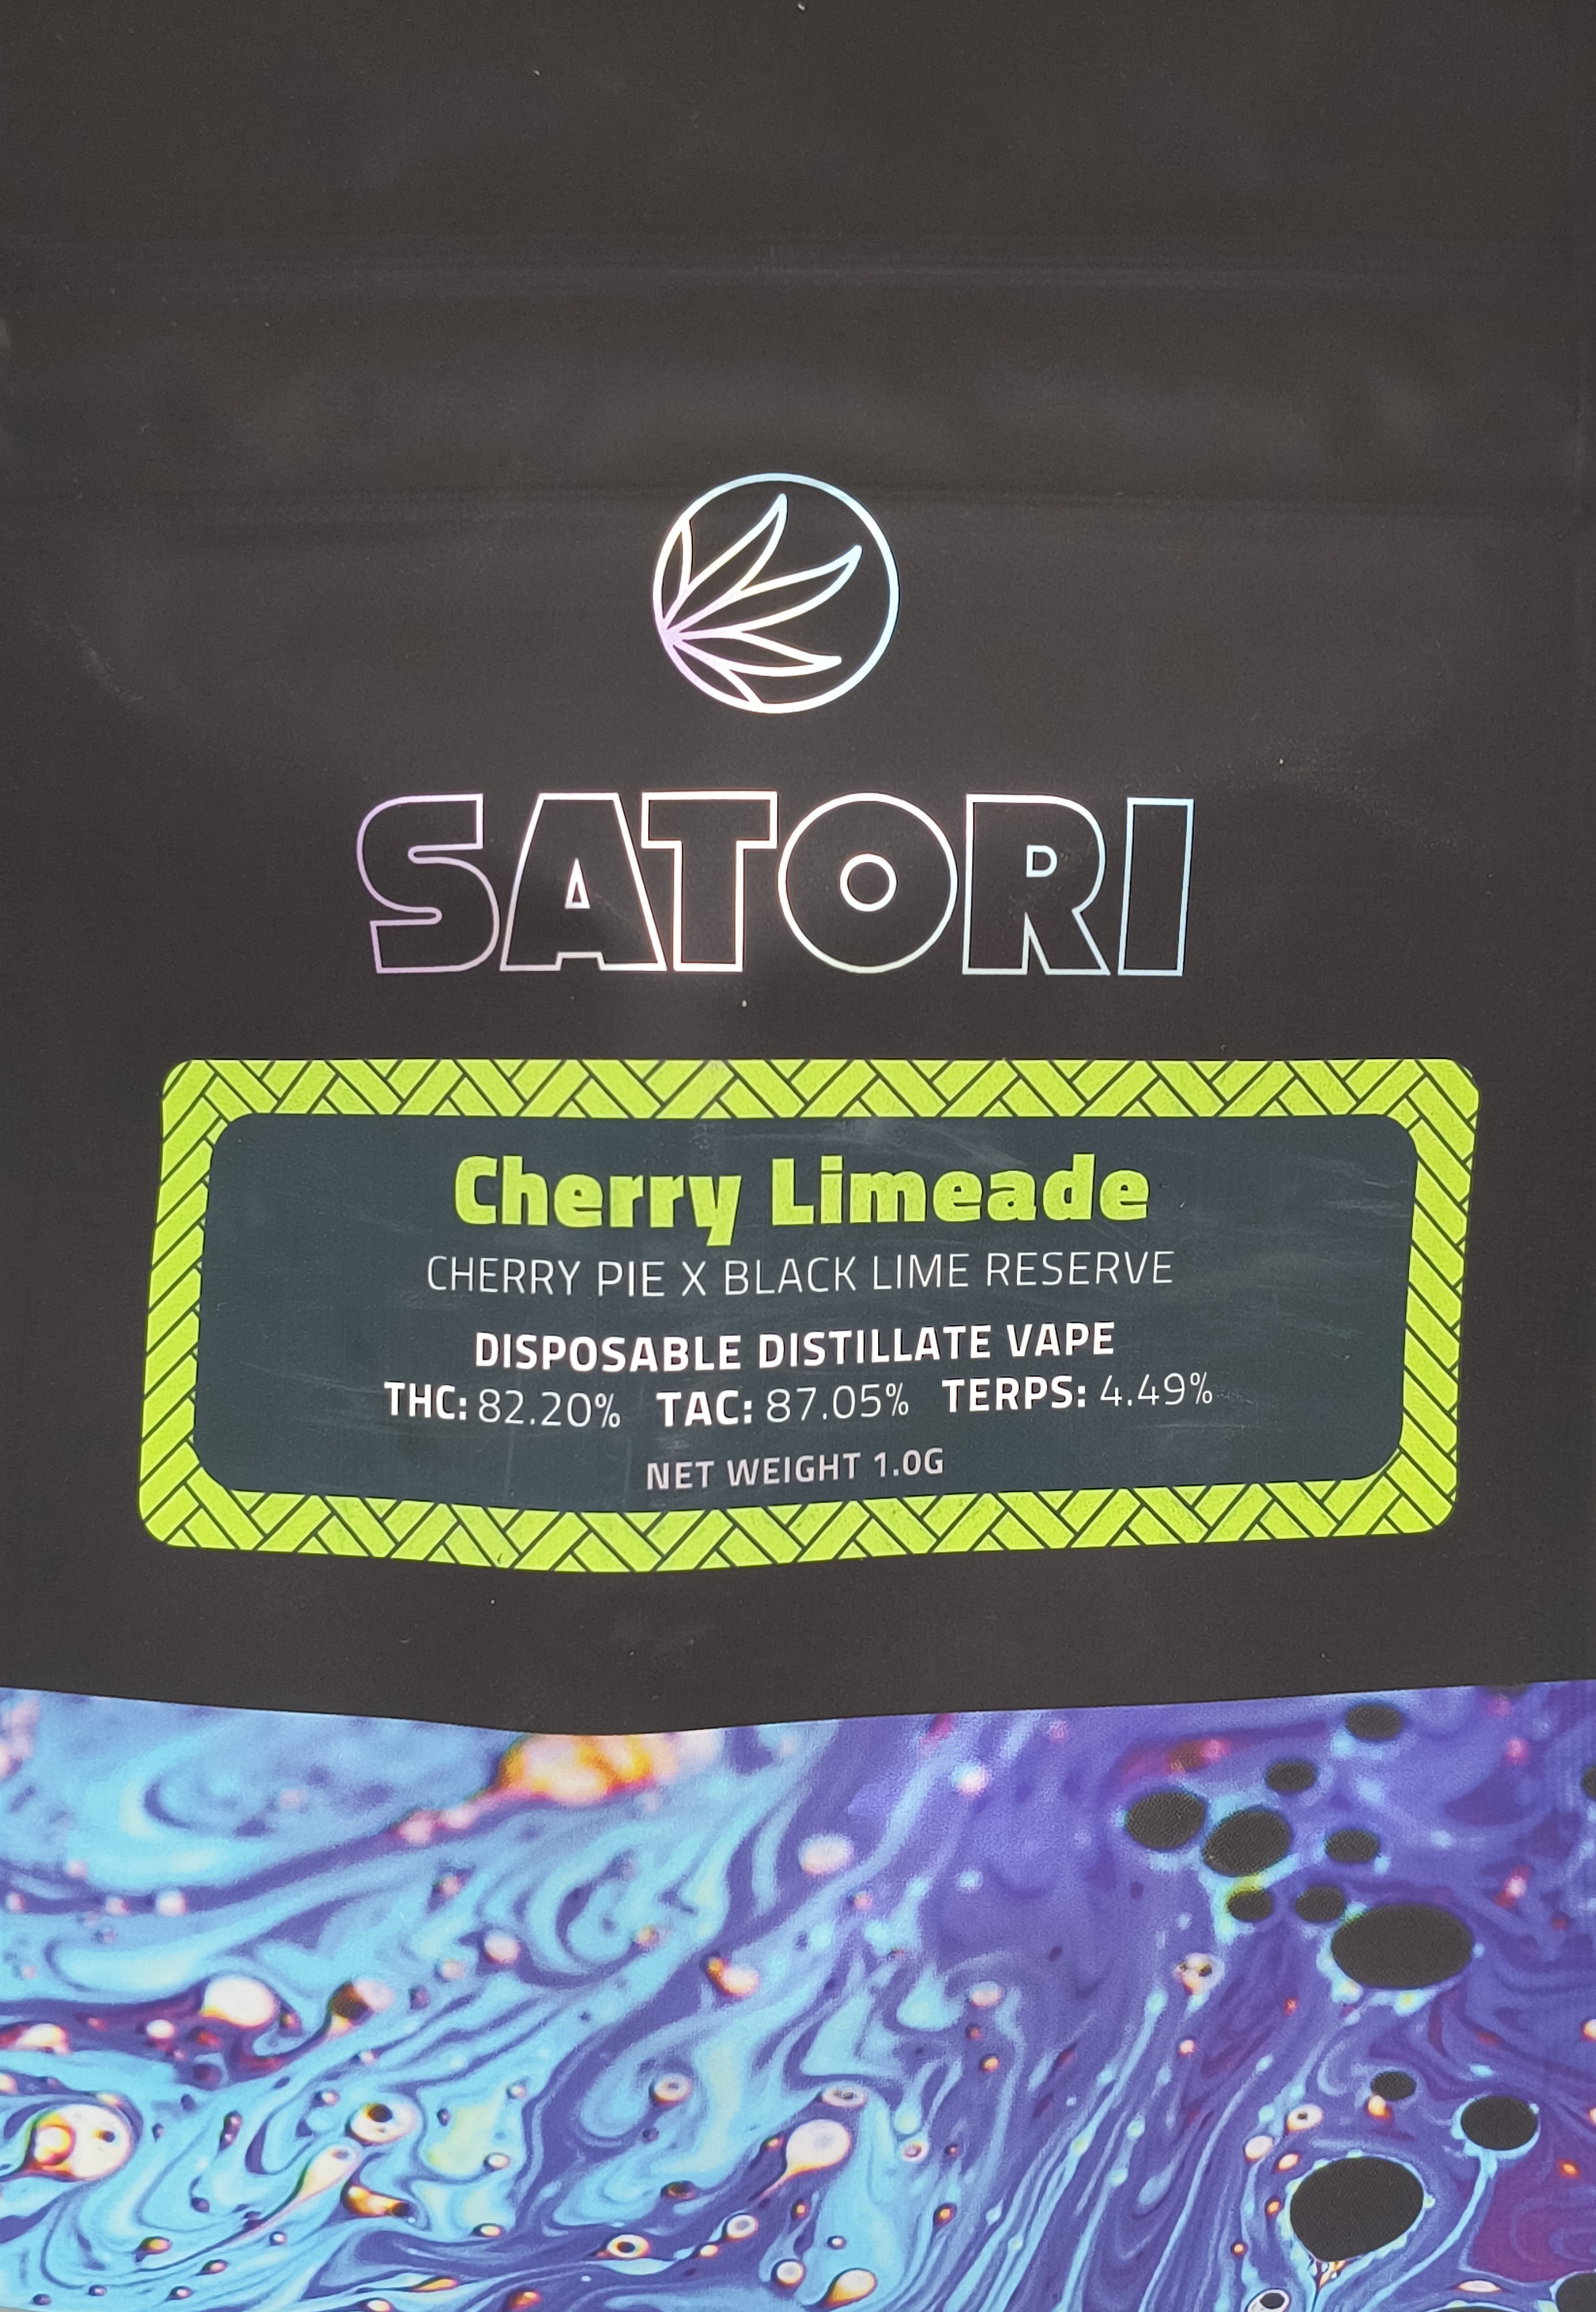 SATORI
Cherry Limeade
CHERRY PIE X BLACK LIME RESERVE
DISPOSABLE DISTILLATE VAPE
THC: 82.20% TAC: 87.05% TERPS: 4.49%
NET WEIGHT 1.0G